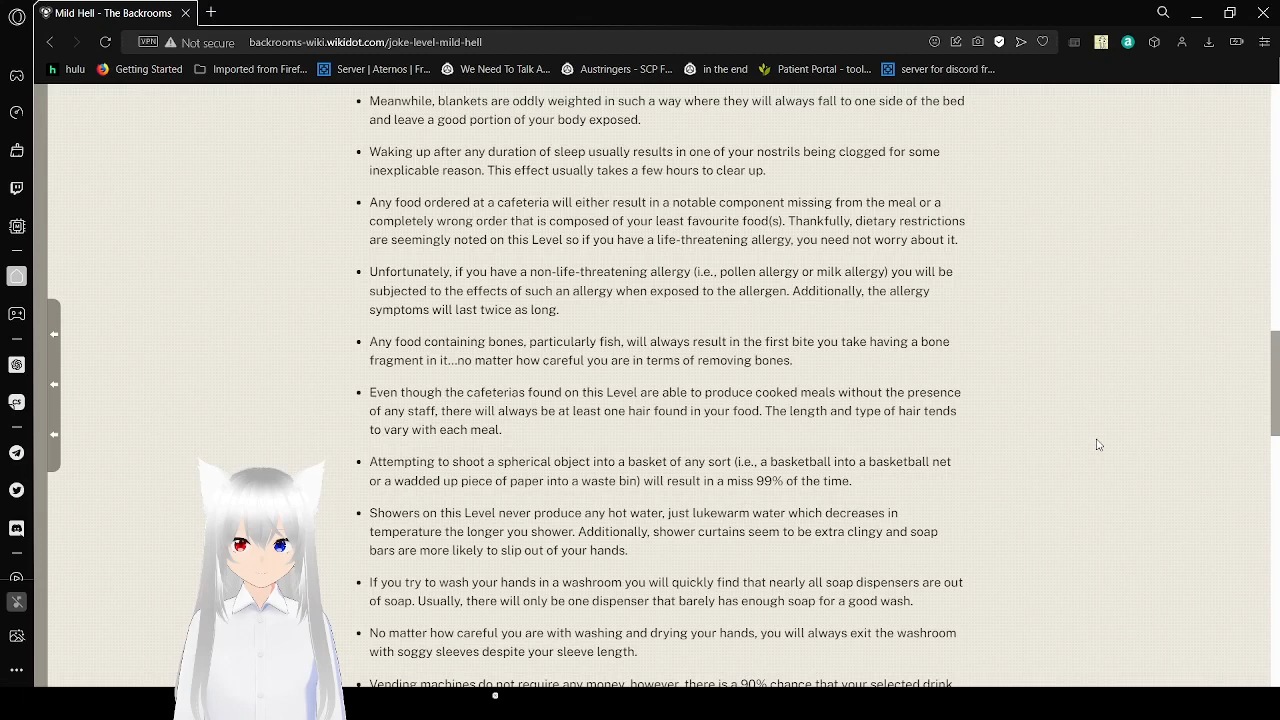 Mild Hell - The Backrooms
VPN Not secure backrooms-wiki.wikidot.com/joke-level-mild-hell
hulu Getting Started Imported from Firef... Server | Aternos | Fr... We Need To Talk A... Austringers - SCP F... in the end Patient Portal - tool... server for discord fr...
Meanwhile, blankets are oddly weighted in such a way where they will always fall to one side of the bed
and leave a good portion of your body exposed.
Waking up after any duration of sleep usually results in one of your nostrils being clogged for some
inexplicable reason. This effect usually takes a few hours to clear up.
Any food ordered at a cafeteria will either result in a notable component missing from the meal or a
completely wrong order that is composed of your least favourite food(s). Thankfully, dietary restrictions
are seemingly noted on this Level so if you have a life-threatening allergy, you need not worry about it.
Unfortunately, if you have a non-life-threatening allergy (i.e., pollen allergy or milk allergy) you will be
subjected to the effects of such an allergy when exposed to the allergen. Additionally, the allergy
symptoms will last twice as long.
Any food containing bones, particularly fish, will always result in the first bite you take having a bone
fragment in it...no matter how careful you are in terms of removing bones.
Even though the cafeterias found on this Level are able to produce cooked meals without the presence
of any staff, there will always be at least one hair found in your food. The length and type of hair tends
to vary with each meal.
Attempting to shoot a spherical object into a basket of any sort (i.e., a basketball into a basketball net
or a wadded up piece of paper into a waste bin) will result in a miss 99% of the time.
Showers on this Level never produce any hot water, just lukewarm water which decreases in
temperature the longer you shower. Additionally, shower curtains seem to be extra clingy and soap
bars are more likely to slip out of your hands.
If you try to wash your hands in a washroom you will quickly find that nearly all soap dispensers are out
of soap. Usually, there will only be one dispenser that barely has enough soap for a good wash.
No matter how careful you are with washing and drying your hands, you will always exit the washroom
with soggy sleeves despite your sleeve length.
Vending machines do not require any money, however, there is a 90% chance that your selected drink